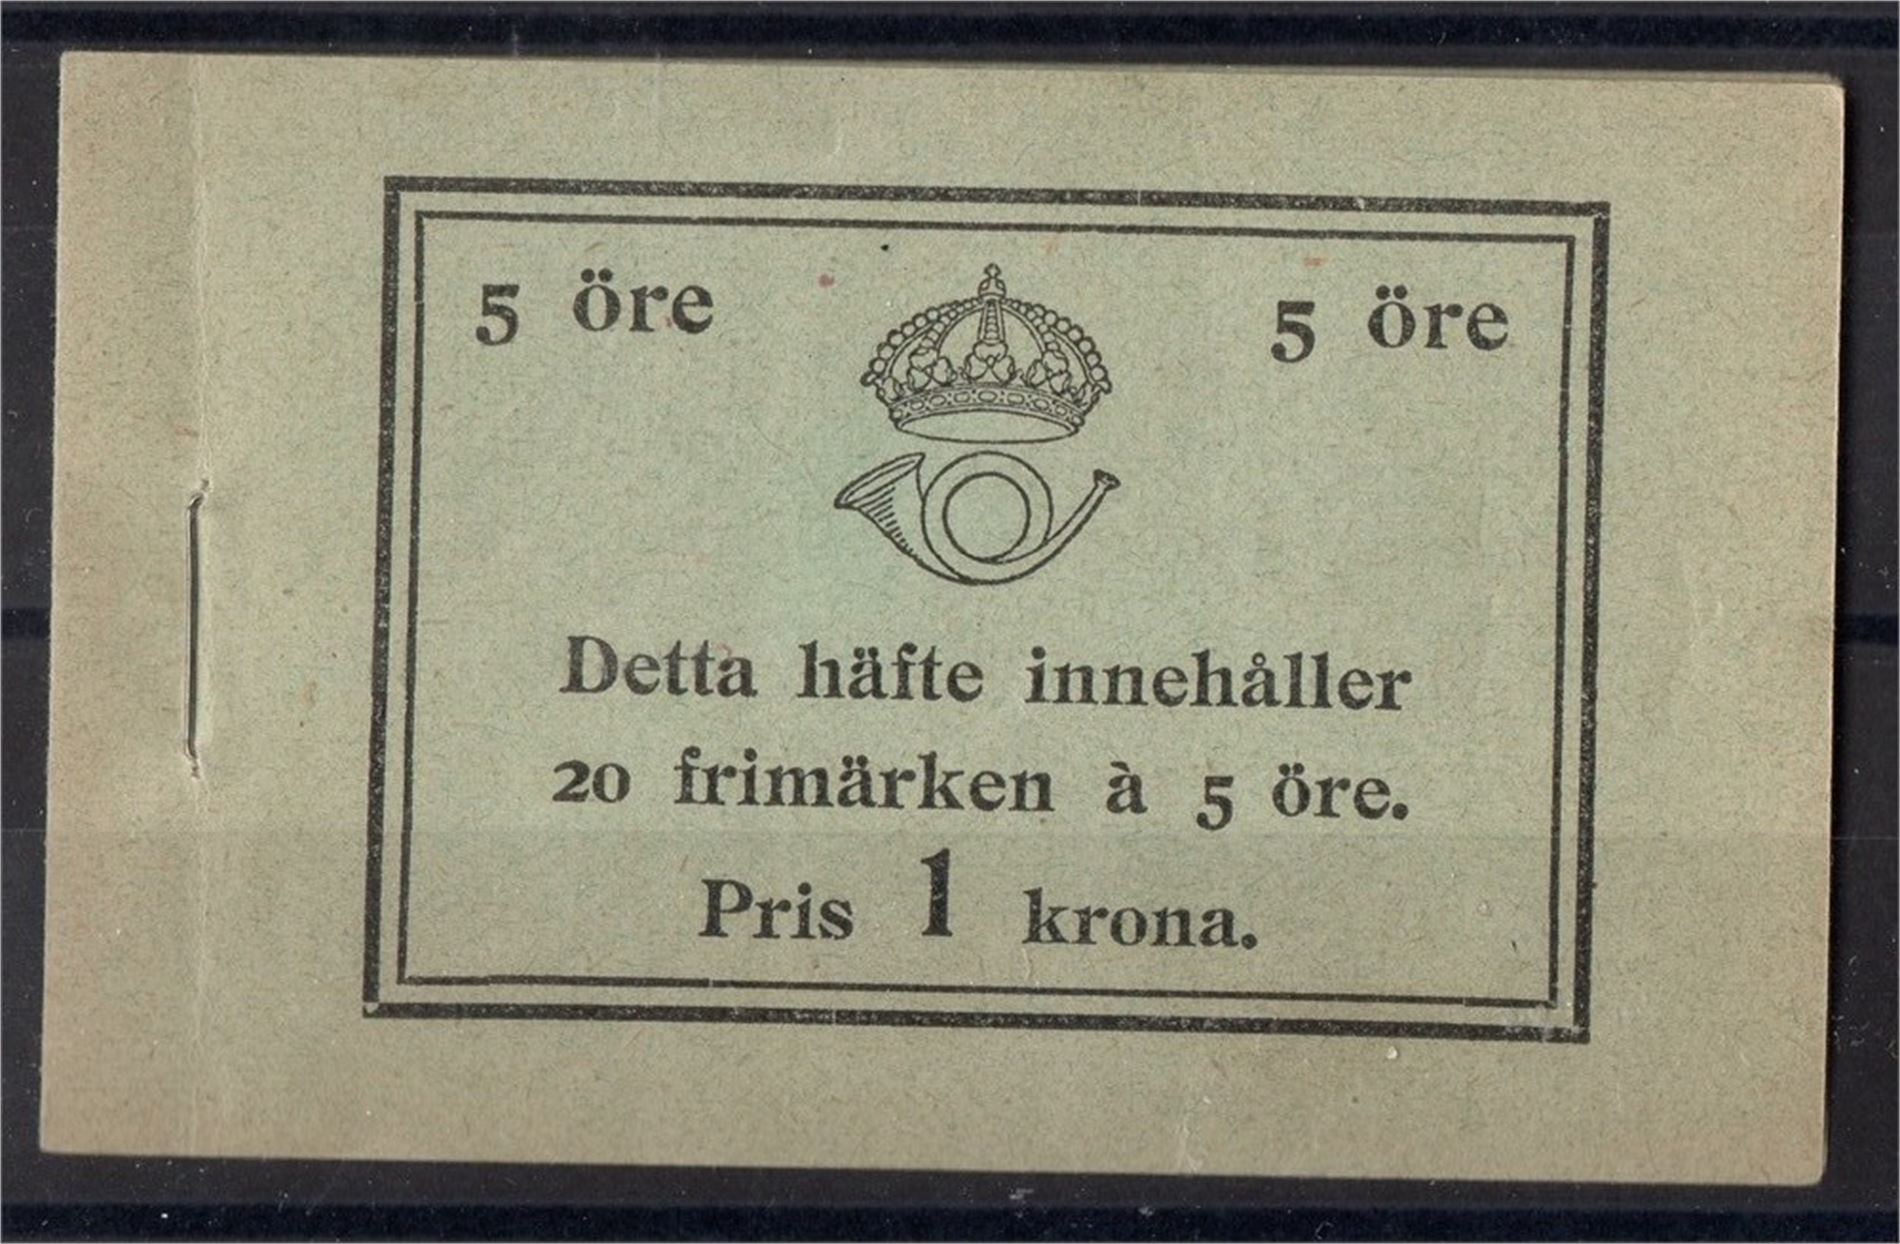 5 öre 5 öre
Detta häfte innehåller
20 frimärken à 5 öre.
Pris 1 krona.